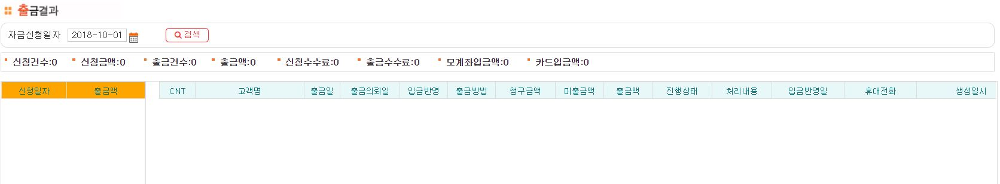 출금결과
자금신청일자 2018-10-01 검색
신청건수:0 신청금액:0 출금건수:0 출금액:0 신청수수료:0 출금수수료:0 모계좌입금액:0 카드입금액:0
신청일자 출금액 CNT 고객명 출금일 출금의뢰일 입금반영 출금방법 청구금액 미출금액 출금액 진행상태 처리내용 입금반영일 휴대전화 생성일시